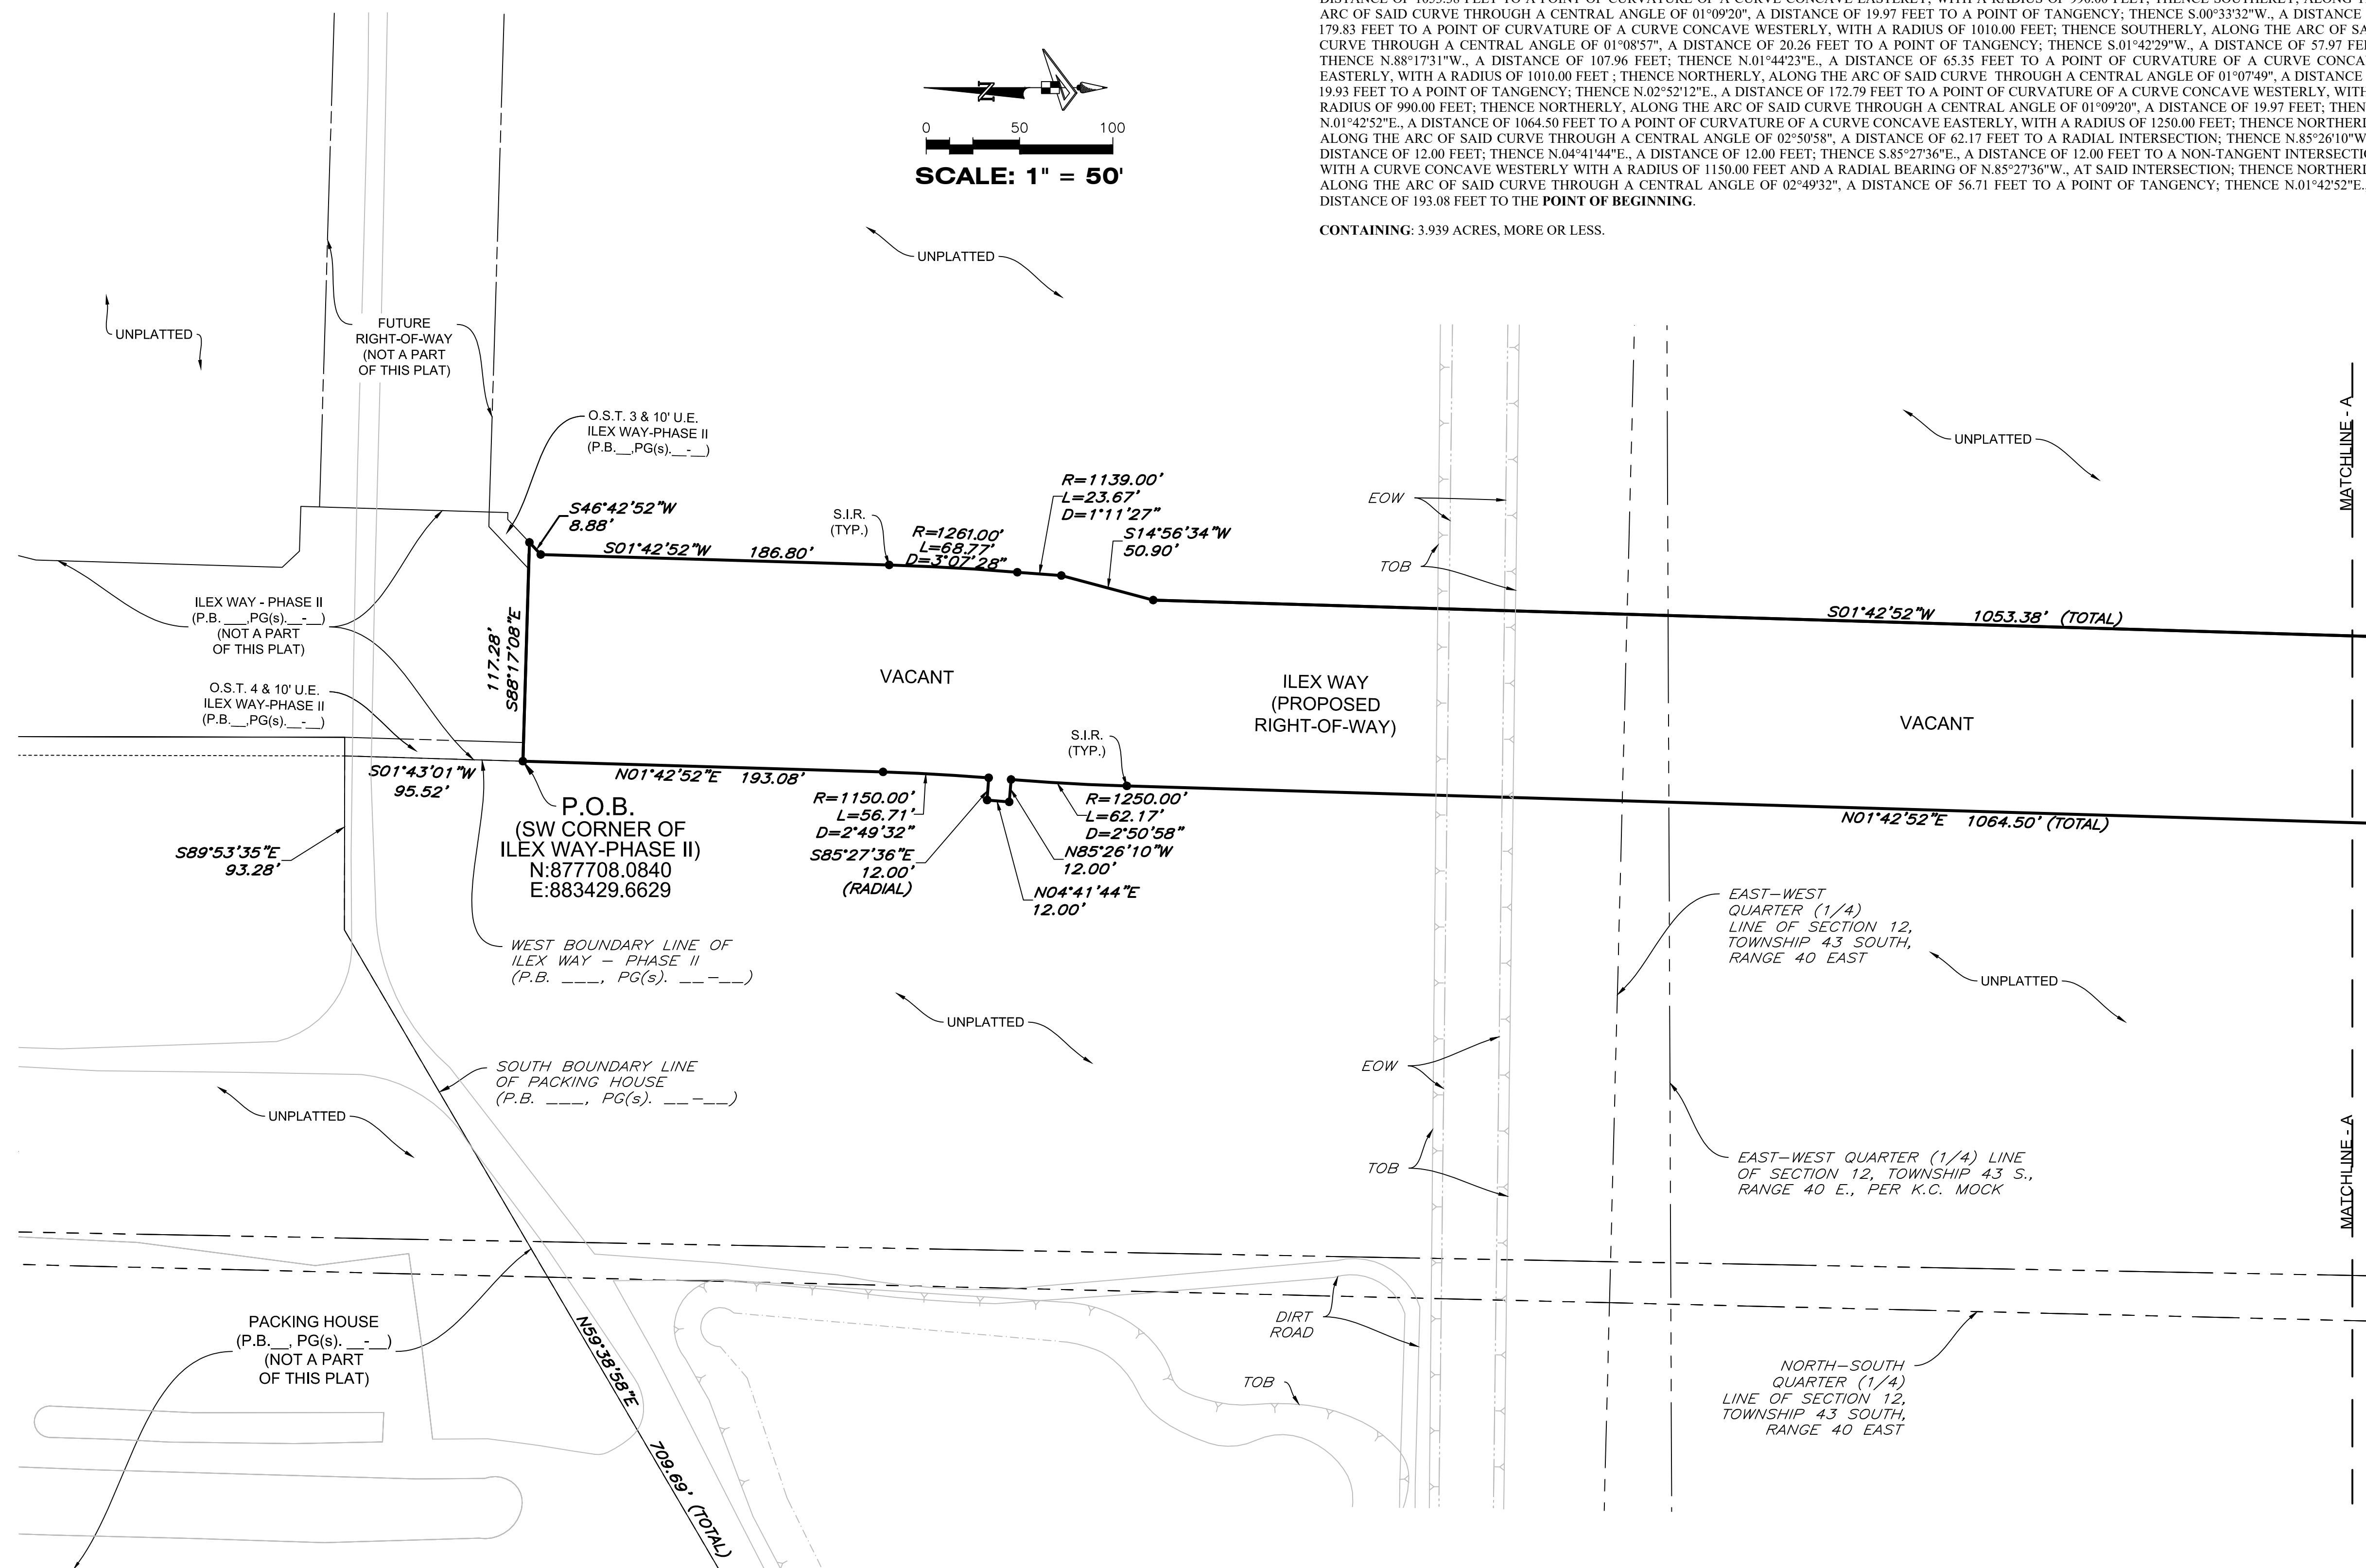 ARC OF SAID CURVE THROUGH A CENTRAL ANGLE OF 01°09'20", A DISTANCE OF 19.97 FEET TO A POINT OF TANGENCY; THENCE S.00°33'32"W., A DISTANCE
179.83 FEET TO A POINT OF CURVATURE OF A CURVE CONCAVE WESTERLY, WITH A RADIUS OF 1010.00 FEET; THENCE SOUTHERLY, ALONG THE ARC OF SA
CURVE THROUGH A CENTRAL ANGLE OF 01°08'57", A DISTANCE OF 20.26 FEET TO A POINT OF TANGENCY; THENCE S.01°42'29"W., A DISTANCE OF 57.97 FE
THENCE N.88°17'31"W., A DISTANCE OF 107.96 FEET; THENCE N.01°44'23"E., A DISTANCE OF 65.35 FEET TO A POINT OF CURVATURE OF A CURVE CONCA
EASTERLY, WITH A RADIUS OF 1010.00 FEET ; THENCE NORTHERLY, ALONG THE ARC OF SAID CURVE THROUGH A CENTRAL ANGLE OF 01°07'49", A DISTANCE
19.93 FEET TO A POINT OF TANGENCY; THENCE N.02°52'12"E., A DISTANCE OF 172.79 FEET TO A POINT OF CURVATURE OF A CURVE CONCAVE WESTERLY, WITH
RADIUS OF 990.00 FEET; THENCE NORTHERLY, ALONG THE ARC OF SAID CURVE THROUGH A CENTRAL ANGLE OF 01°09'20", A DISTANCE OF 19.97 FEET; THEN
N.01°42'52"E., A DISTANCE OF 1064.50 FEET TO A POINT OF CURVATURE OF A CURVE CONCAVE EASTERLY, WITH A RADIUS OF 1250.00 FEET; THENCE NORTHERL
ALONG THE ARC OF SAID CURVE THROUGH A CENTRAL ANGLE OF 02°50'58", A DISTANCE OF 62.17 FEET TO A RADIAL INTERSECTION; THENCE N.85°26'10"W
DISTANCE OF 12.00 FEET; THENCE N.04°41'44"E., A DISTANCE OF 12.00 FEET; THENCE S.85°27'36"E., A DISTANCE OF 12.00 FEET TO A NON-TANGENT INTERSECTI
WITH A CURVE CONCAVE WESTERLY WITH A RADIUS OF 1150.00 FEET AND A RADIAL BEARING OF N.85°27'36"W., AT SAID INTERSECTION; THENCE NORTHERL
ALONG THE ARC OF SAID CURVE THROUGH A CENTRAL ANGLE OF 02°49'32", A DISTANCE OF 56.71 FEET TO A POINT OF TANGENCY; THENCE N.01°42'52"E.,
DISTANCE OF 193.08 FEET TO THE POINT OF BEGINNING.
CONTAINING: 3.939 ACRES, MORE OR LESS.
N
0 50 100
SCALE: 1" = 50'
UNPLATTED
UNPLATTED
FUTURE
RIGHT-OF-WAY
(NOT A PART
OF THIS PLAT)
O.S.T. 3 & 10' U.E.
ILEX WAY-PHASE II
(P.B.__,PG(s).__-__)
UNPLATTED
MATCHLINE - A
S46°42'52"W
8.88'
S01°42'52"W 186.80'
S.I.R.
(TYP.)
R=1261.00'
L=68.77'
D=3°07'28"
R=1139.00'
L=23.67'
D=1°11'27"
S14°56'34"W
50.90'
EOW
TOB
S01°42'52"W 1053.38' (TOTAL)
ILEX WAY - PHASE II
(P.B. ___,PG(s).__-__)
(NOT A PART
OF THIS PLAT)
117.28'
S88°17'08"E
VACANT
ILEX WAY
(PROPOSED
RIGHT-OF-WAY)
VACANT
O.S.T. 4 & 10' U.E.
ILEX WAY-PHASE II
(P.B.__,PG(s).__-__)
S.I.R.
(TYP.)
S01°43'01"W
95.52'
N01°42'52"E 193.08'
P.O.B.
(SW CORNER OF
ILEX WAY-PHASE II)
N:877708.0840
E:883429.6629
R=1150.00'
L=56.71'
D=2°49'32"
S85°27'36"E
12.00'
(RADIAL)
R=1250.00'
L=62.17'
D=2°50'58"
N85°26'10"W
12.00'
N04°41'44"E
12.00'
N01°42'52"E 1064.50' (TOTAL)
S89°53'35"E
93.28'
EAST-WEST
QUARTER (1/4)
LINE OF SECTION 12,
TOWNSHIP 43 SOUTH,
RANGE 40 EAST
WEST BOUNDARY LINE OF
ILEX WAY - PHASE II
(P.B. ___, PG(s). __-__)
UNPLATTED
UNPLATTED
EOW
SOUTH BOUNDARY LINE
OF PACKING HOUSE
(P.B. ___, PG(s). __-__)
UNPLATTED
TOB
EAST-WEST QUARTER (1/4) LINE
OF SECTION 12, TOWNSHIP 43 S.,
RANGE 40 E., PER K.C. MOCK
MATCHLINE - A
PACKING HOUSE
(P.B.__, PG(s). __-__)
(NOT A PART
OF THIS PLAT)
N59°38'58"E 709.69' (TOTAL)
DIRT
ROAD
TOB
NORTH-SOUTH
QUARTER (1/4)
LINE OF SECTION 12,
TOWNSHIP 43 SOUTH,
RANGE 40 EAST